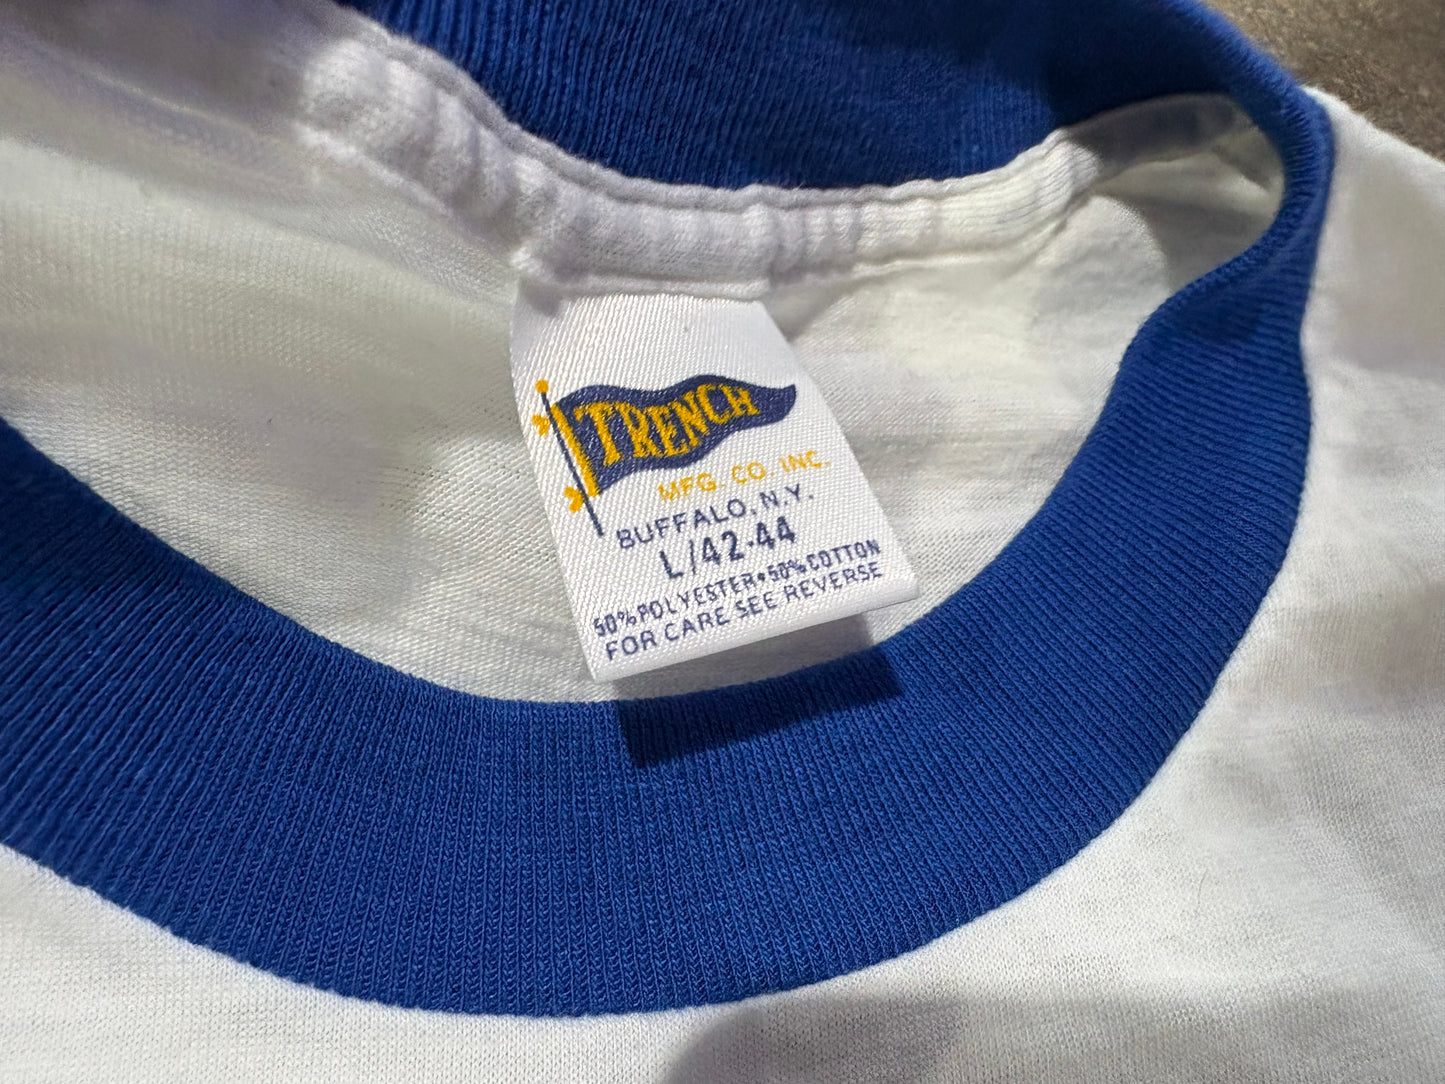 TRENCH
MFG. CO. INC.
BUFFALO, N.Y.
L/42-44
50% POLYESTER•50% COTTON
FOR CARE SEE REVERSE